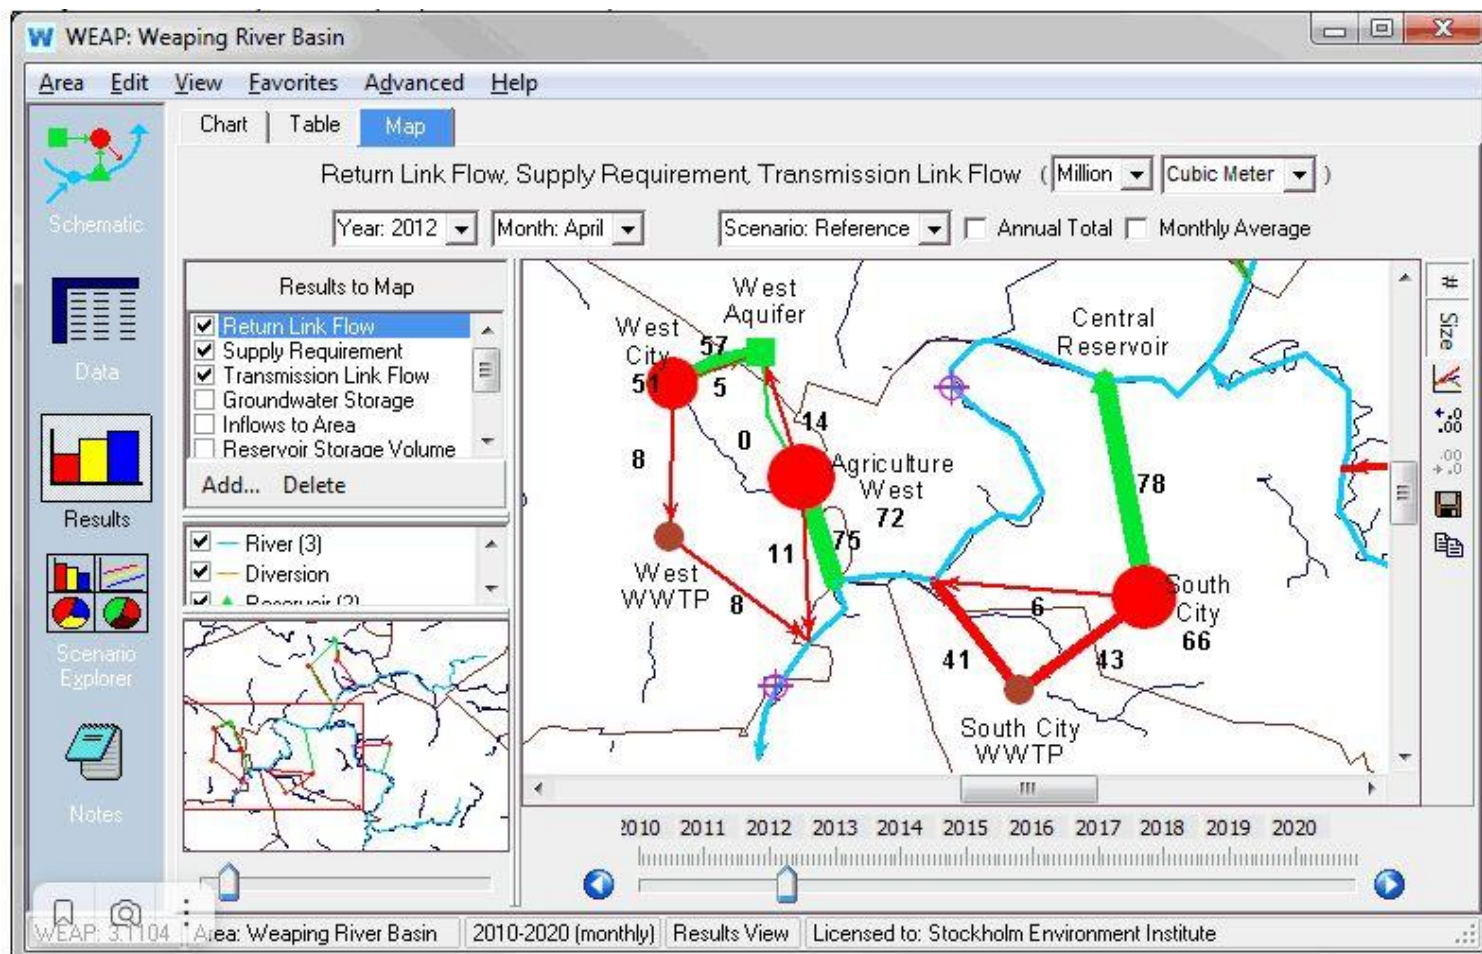 WEAP: Weaping River Basin
Area Edit View Favorites Advanced Help
Chart Table Map
Return Link Flow, Supply Requirement, Transmission Link Flow ( Million Cubic Meter )
Year: 2012 Month: April Scenario: Reference Annual Total Monthly Average
Schematic
Data
Results
Scenario
Explorer
Notes
Results to Map
Return Link Flow
Supply Requirement
Transmission Link Flow
Groundwater Storage
Inflows to Area
Reservoir Storage Volume
Add... Delete
River (3)
Diversion
Reservoir (2)
West
Aquifer
West
City
51
57
5
Central
Reservoir
14
0
8
Agriculture
West
72
78
75
11
West
WWTP
8
South
City
66
6
41
43
South City
WWTP
#
Size
2010 2011 2012 2013 2014 2015 2016 2017 2018 2019 2020
WEAP: 3.1104 Area: Weaping River Basin 2010-2020 (monthly) Results View Licensed to: Stockholm Environment Institute